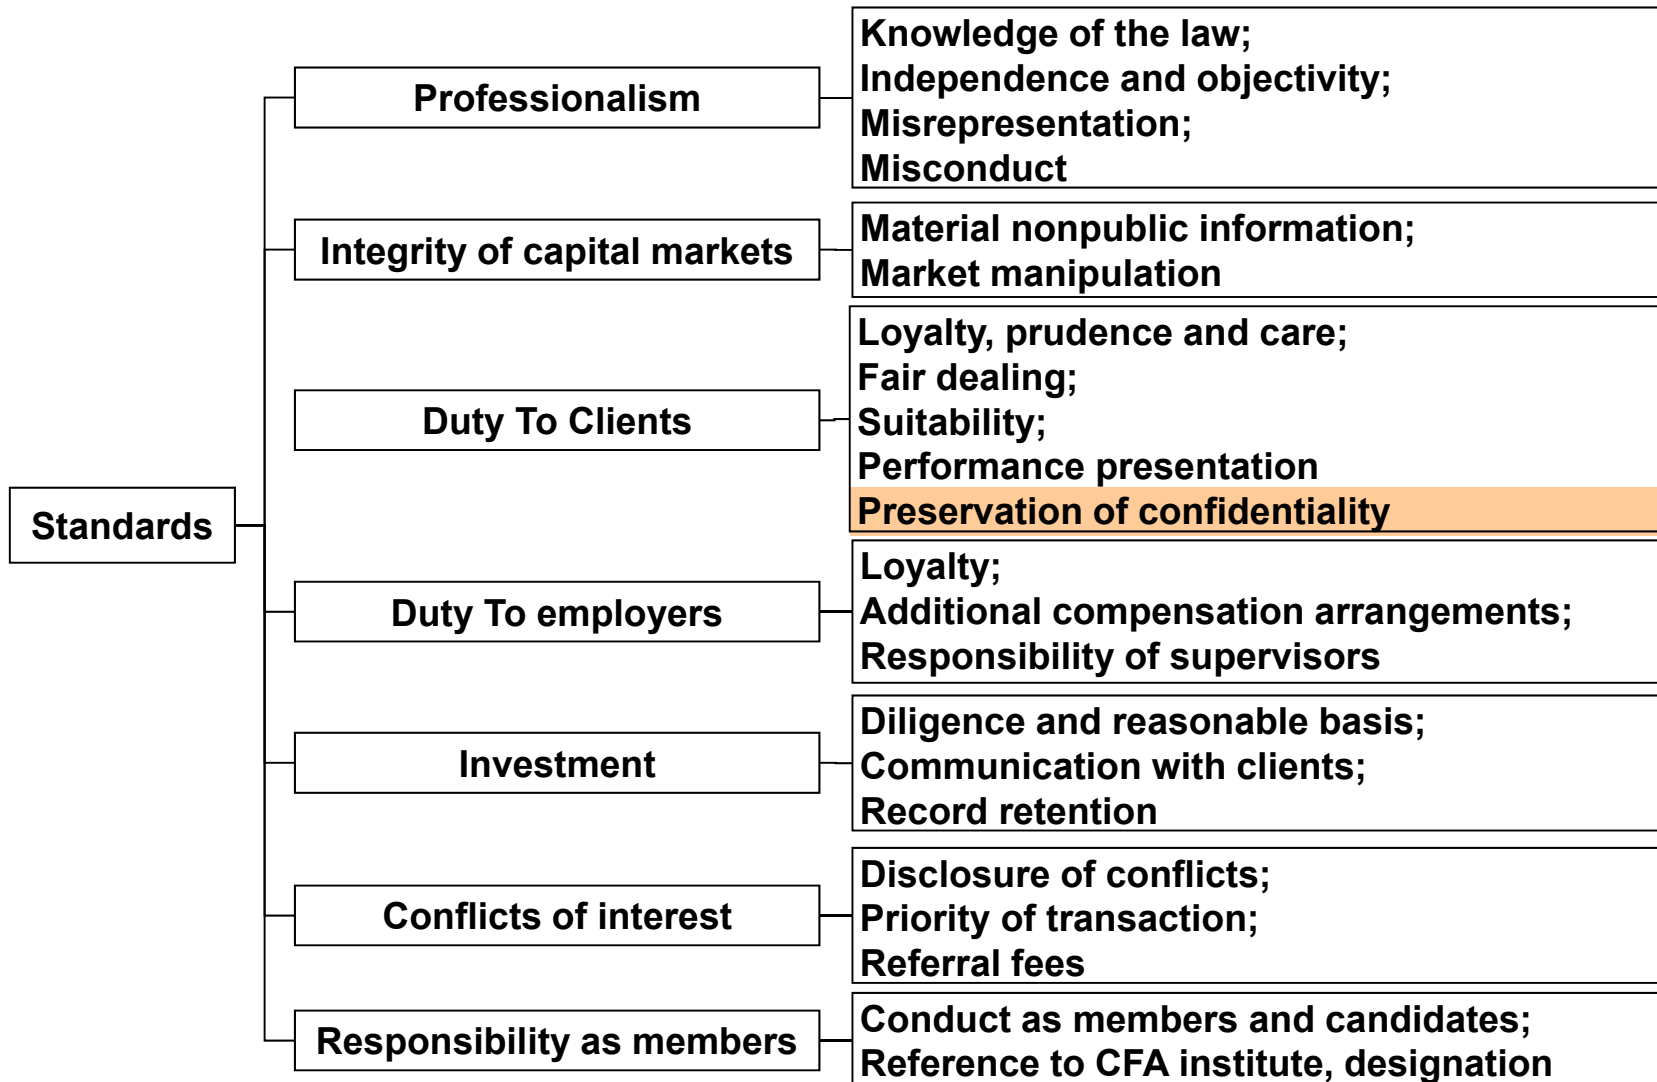 Standards
Professionalism
Knowledge of the law;
Independence and objectivity;
Misrepresentation;
Misconduct
Integrity of capital markets
Material nonpublic information;
Market manipulation
Duty To Clients
Loyalty, prudence and care;
Fair dealing;
Suitability;
Performance presentation
Preservation of confidentiality
Duty To employers
Loyalty;
Additional compensation arrangements;
Responsibility of supervisors
Investment
Diligence and reasonable basis;
Communication with clients;
Record retention
Conflicts of interest
Disclosure of conflicts;
Priority of transaction;
Referral fees
Responsibility as members
Conduct as members and candidates;
Reference to CFA institute, designation